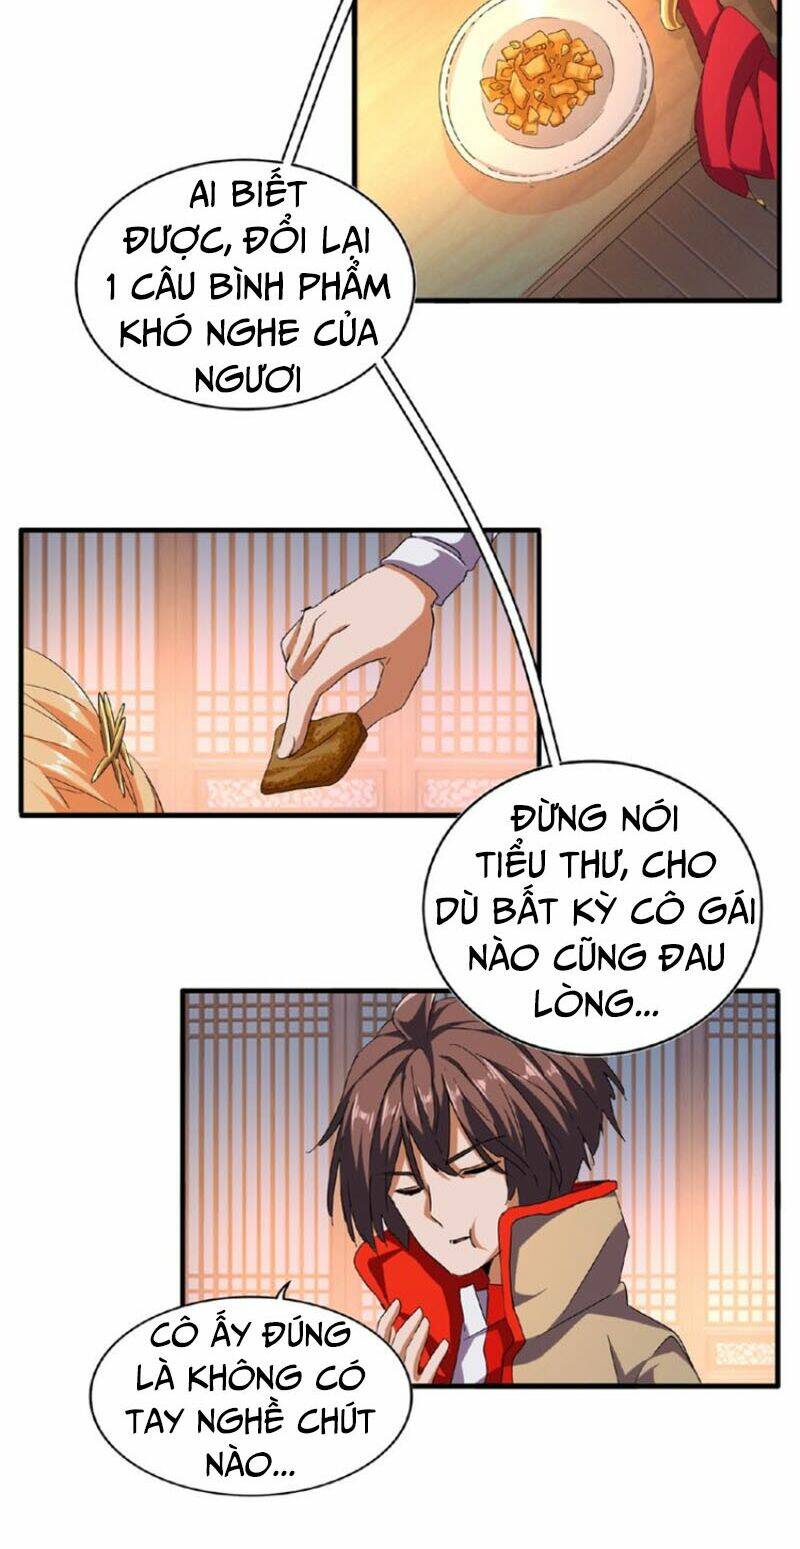 AI BIẾT
ĐƯỢC, ĐỔI LẠI
1 CÂU BÌNH PHẨM
KHÓ NGHE CỦA
NGƯƠI
ĐỪNG NÓI
TIỂU THƯ, CHO
DÙ BẤT KỲ CÔ GÁI
NÀO CŨNG ĐAU
LÒNG...
CÔ ẤY ĐÚNG
LÀ KHÔNG CÓ
TAY NGHỀ CHÚT
NÀO...